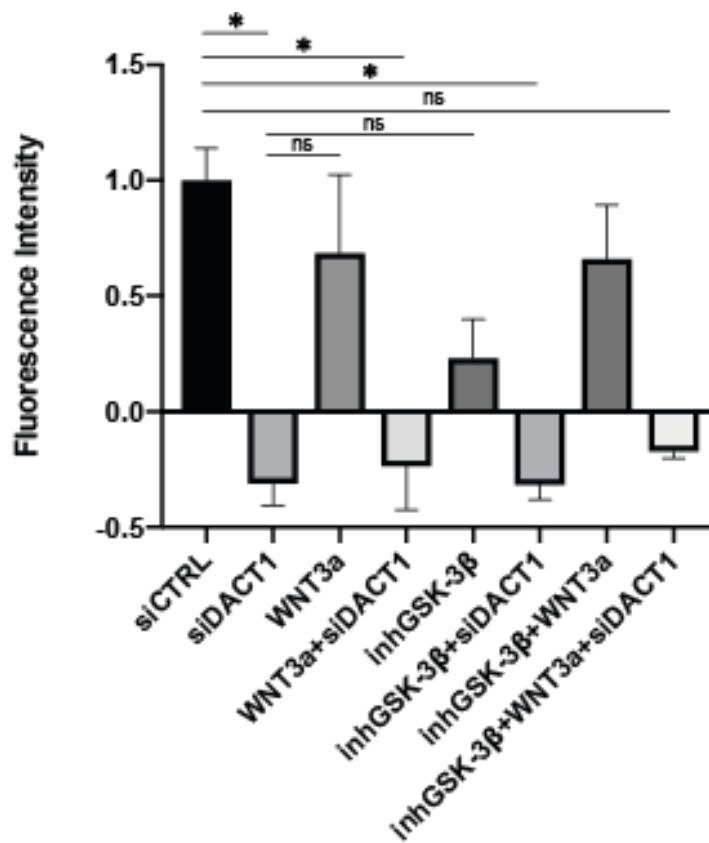 *
*
*
ns
ns
ns
Fluorescence Intensity
1.5
1.0
0.5
0.0
-0.5
siCTRL
siDACT1
WNT3a
WNT3a+siDACT1
inhGSK-3β
inhGSK-3β+siDACT1
inhGSK-3β+WNT3a
inhGSK-3β+WNT3a+siDACT1